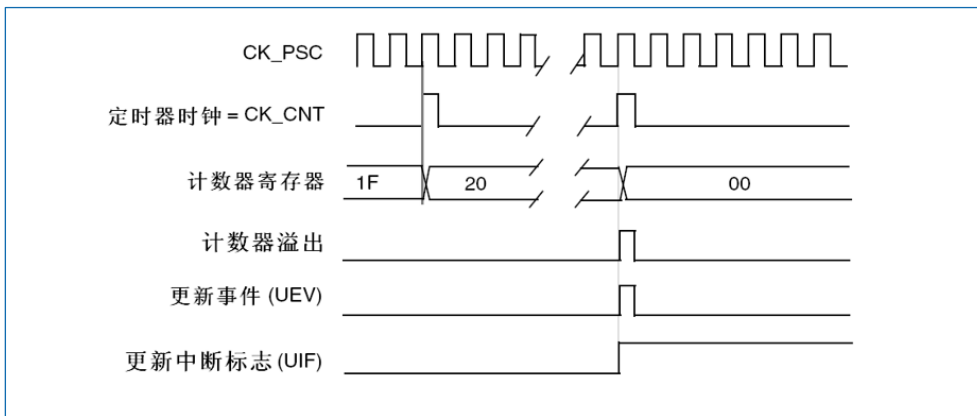 CK_PSC
定时器时钟 = CK_CNT
计数器寄存器 1F 20 00
计数器溢出
更新事件 (UEV)
更新中断标志 (UIF)